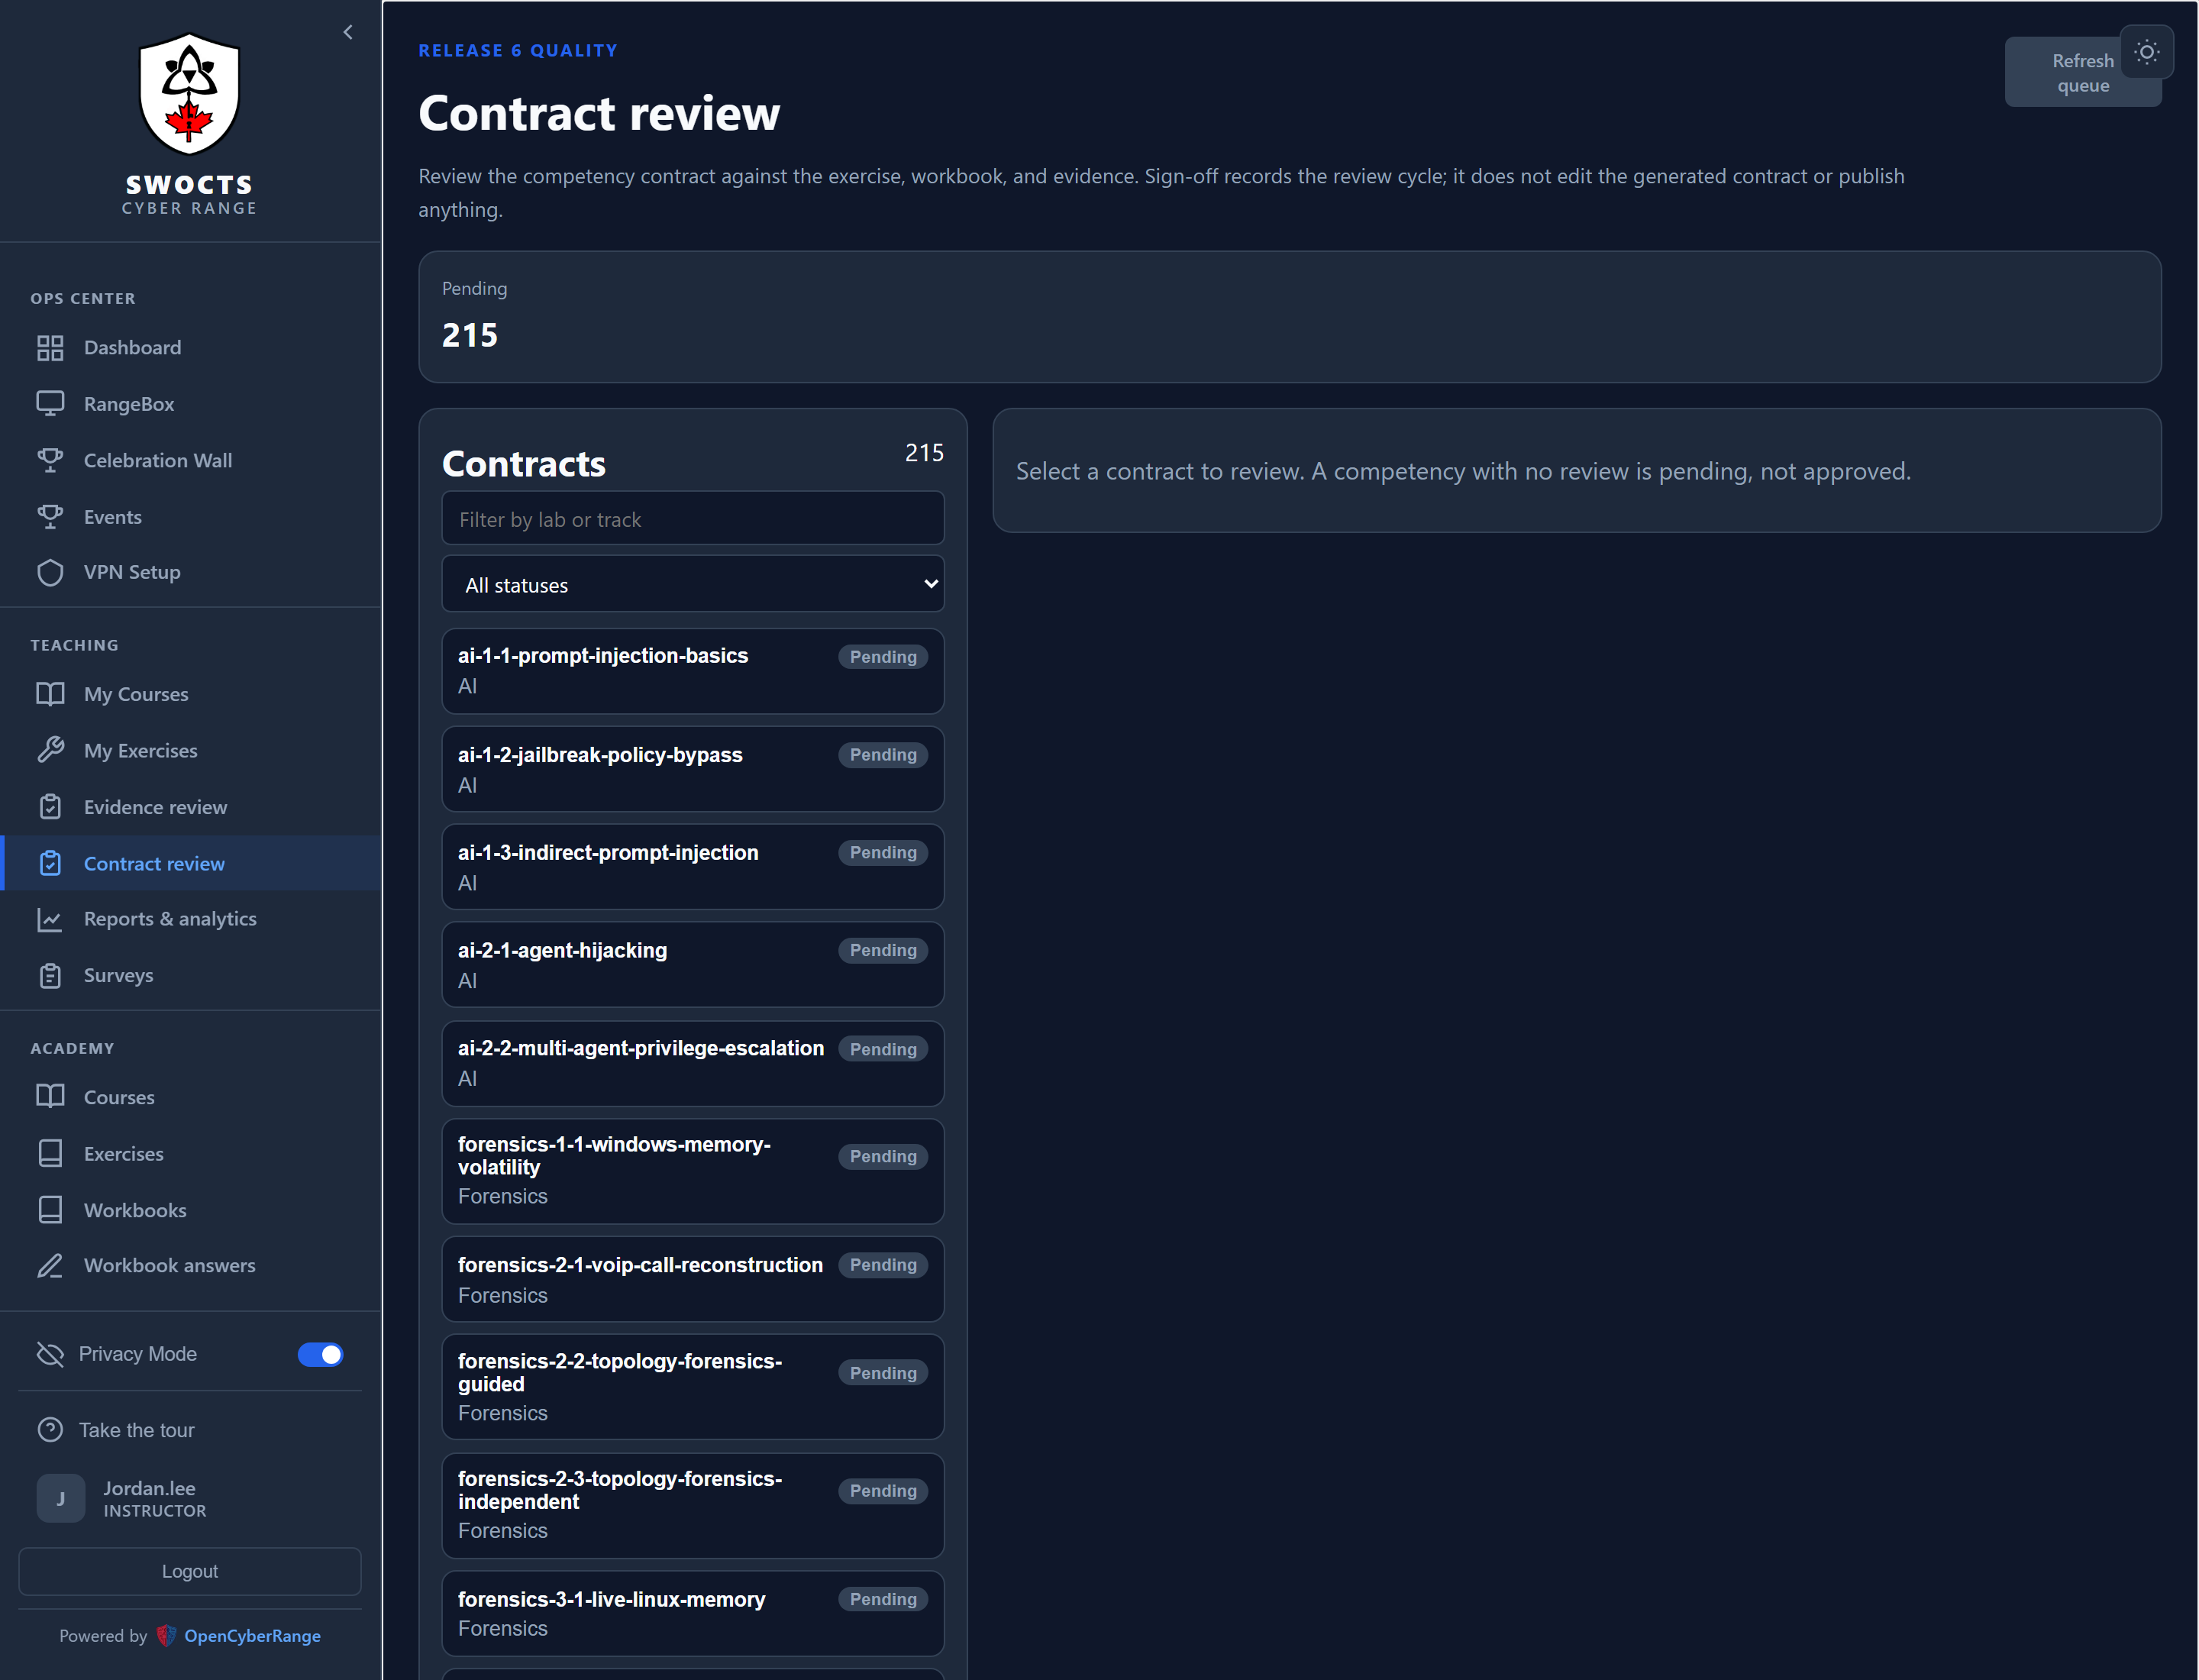 SWOCTS
CYBER RANGE
OPS CENTER
Dashboard
RangeBox
Celebration Wall
Events
VPN Setup
TEACHING
My Courses
My Exercises
Evidence review
Contract review
Reports & analytics
Surveys
ACADEMY
Courses
Exercises
Workbooks
Workbook answers
Privacy Mode
Take the tour
J
Jordan.lee
INSTRUCTOR
Logout
Powered by OpenCyberRange
RELEASE 6 QUALITY
Contract review
Refresh
queue
Review the competency contract against the exercise, workbook, and evidence. Sign-off records the review cycle; it does not edit the generated contract or publish
anything.
Pending
215
Contracts
215
Filter by lab or track
All statuses
ai-1-1-prompt-injection-basics
Pending
AI
ai-1-2-jailbreak-policy-bypass
Pending
AI
ai-1-3-indirect-prompt-injection
Pending
AI
ai-2-1-agent-hijacking
Pending
AI
ai-2-2-multi-agent-privilege-escalation
Pending
AI
forensics-1-1-windows-memory-
volatility
Pending
Forensics
forensics-2-1-voip-call-reconstruction
Pending
Forensics
forensics-2-2-topology-forensics-
guided
Pending
Forensics
forensics-2-3-topology-forensics-
independent
Pending
Forensics
forensics-3-1-live-linux-memory
Pending
Forensics
Select a contract to review. A competency with no review is pending, not approved.